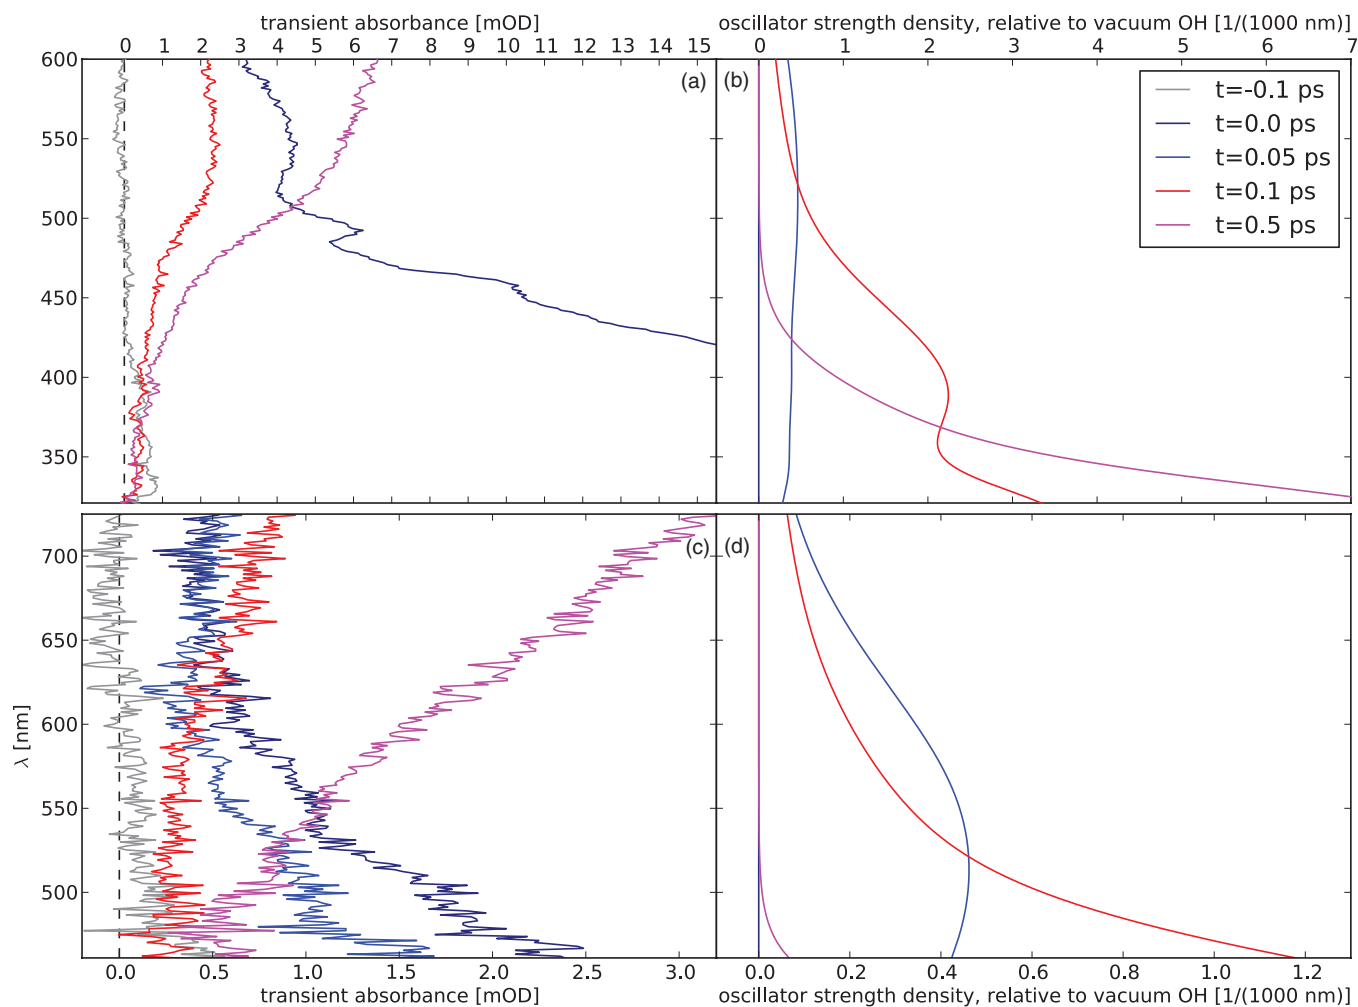 transient absorbance [mOD]
oscillator strength density, relative to vacuum OH [1/(1000 nm)]
0 1 2 3 4 5 6 7 8 9 10 11 12 13 14 15
0 1 2 3 4 5 6 7
600
550
500
450
400
350
(a)
(b)
t=-0.1 ps
t=0.0 ps
t=0.05 ps
t=0.1 ps
t=0.5 ps
700
650
600
550
500
λ [nm]
(c)
(d)
0.0 0.5 1.0 1.5 2.0 2.5 3.0
0.0 0.2 0.4 0.6 0.8 1.0 1.2
transient absorbance [mOD]
oscillator strength density, relative to vacuum OH [1/(1000 nm)]